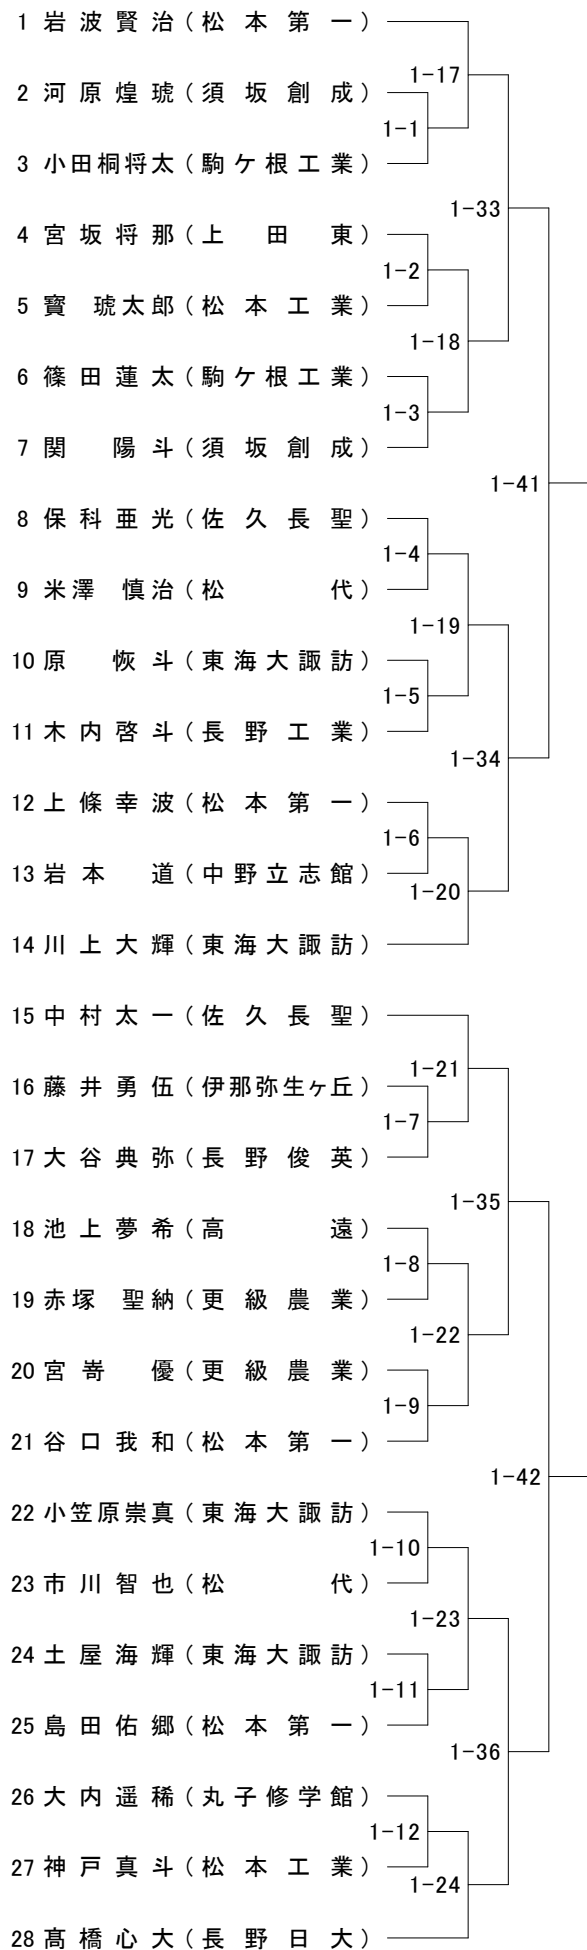 1 岩波賢治(松本第一)
1-17
2 河原煌琥(須坂創成)
1-1
3 小田桐将太(駒ケ根工業)
1-33
4 宮坂将那(上田東)
1-2
5 寳琥太郎(松本工業)
1-18
6 篠田蓮太(駒ケ根工業)
1-3
7 関陽斗(須坂創成)
1-41
8 保科亜光(佐久長聖)
1-4
9 米澤慎治(松代)
1-19
10 原恢斗(東海大諏訪)
1-5
11 木内啓斗(長野工業)
1-34
12 上條幸波(松本第一)
1-6
13 岩本道(中野立志館)
1-20
14 川上大輝(東海大諏訪)
15 中村太一(佐久長聖)
1-21
16 藤井勇伍(伊那弥生ヶ丘)
1-7
17 大谷典弥(長野俊英)
1-35
18 池上夢希(高遠)
1-8
19 赤塚聖納(更級農業)
1-22
20 宮嵜優(更級農業)
1-9
21 谷口我和(松本第一)
1-42
22 小笠原崇真(東海大諏訪)
1-10
23 市川智也(松代)
1-23
24 土屋海輝(東海大諏訪)
1-11
25 島田佑郷(松本第一)
1-36
26 大内遥稀(丸子修学館)
1-12
27 神戸真斗(松本工業)
1-24
28 髙橋心大(長野日大)